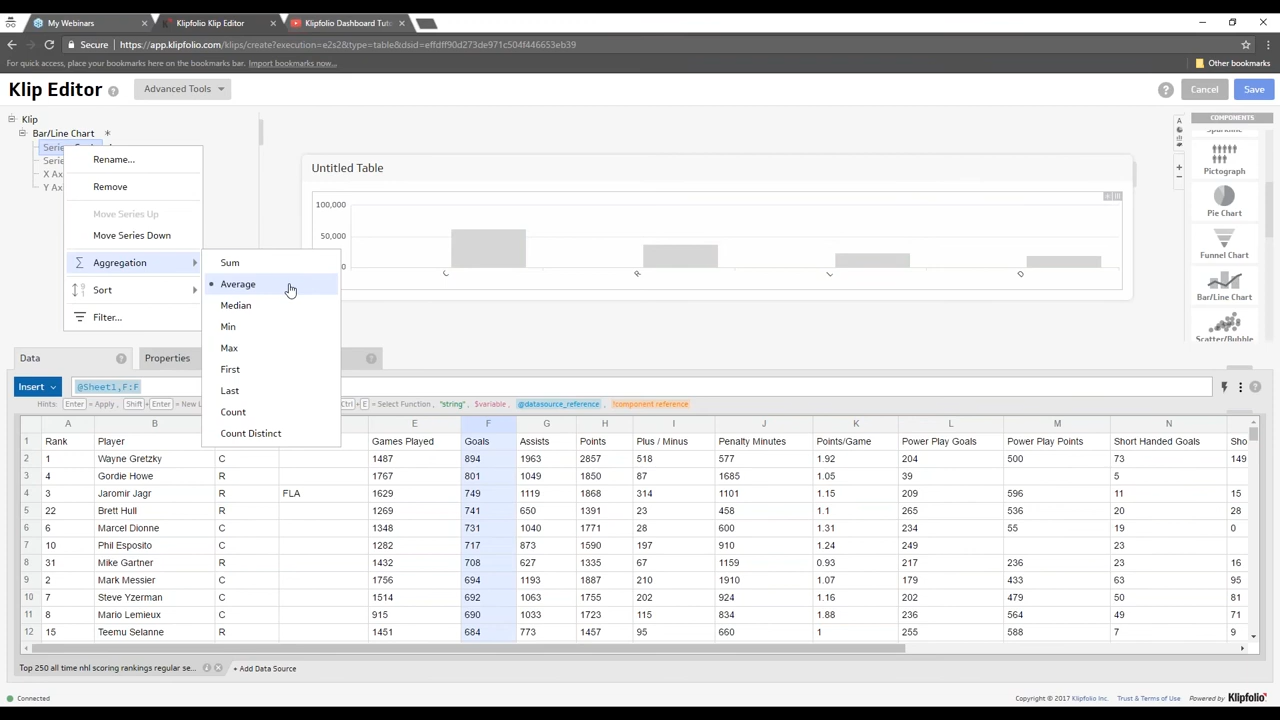 My Webinars
Klipfolio Klip Editor
Klipfolio Dashboard Tuto
Secure
https://app.klipfolio.com/klips/create?execution=e2s2&type=table&dsid=effdff90d273de971c504f446653eb39
For quick access, place your bookmarks on the bookmarks bar. Import bookmarks now...
Other bookmarks
Klip Editor
Advanced Tools
Cancel
Save
Klip
Bar/Line Chart *
X Ax
Y Ax
Rename...
Remove
Move Series Up
Move Series Down
Aggregation
Sort
Filter...
Sum
Average
Median
Min
Max
First
Last
Count
Count Distinct
Untitled Table
100,000
50,000
0
C
R
L
D
COMPONENTS
Sparkline
Pictograph
Pie Chart
Funnel Chart
Bar/Line Chart
Scatter/Bubble
Data
Properties
Insert
@Sheet1,F:F
Hints: Enter = Apply , Shift + Enter = New L
Ctrl + E = Select Function , "string", $variable, @datasource_reference , !component reference
A B E F G H I J K L M N
1 Rank Player Games Played Goals Assists Points Plus / Minus Penalty Minutes Points/Game Power Play Goals Power Play Points Short Handed Goals Sho
2 1 Wayne Gretzky C 1487 894 1963 2857 518 577 1.92 204 500 73 149
3 4 Gordie Howe R 1767 801 1049 1850 87 1685 1.05 39 5
4 3 Jaromir Jagr R FLA 1629 749 1119 1868 314 1101 1.15 209 596 11 15
5 22 Brett Hull R 1269 741 650 1391 23 458 1.1 265 536 20 28
6 6 Marcel Dionne C 1348 731 1040 1771 28 600 1.31 234 55 19 0
7 10 Phil Esposito C 1282 717 873 1590 197 910 1.24 249 23
8 31 Mike Gartner R 1432 708 627 1335 67 1159 0.93 217 236 23 16
9 2 Mark Messier C 1756 694 1193 1887 210 1910 1.07 179 433 63 95
10 7 Steve Yzerman C 1514 692 1063 1755 202 924 1.16 202 479 50 81
11 8 Mario Lemieux C 915 690 1033 1723 115 834 1.88 236 564 49 71
12 15 Teemu Selanne R 1451 684 773 1457 95 660 1 255 588 7 9
Top 250 all time nhl scoring rankings regular se...
+ Add Data Source
Connected
Copyright © 2017 Klipfolio Inc. Trust & Terms of Use Powered by Klipfolio